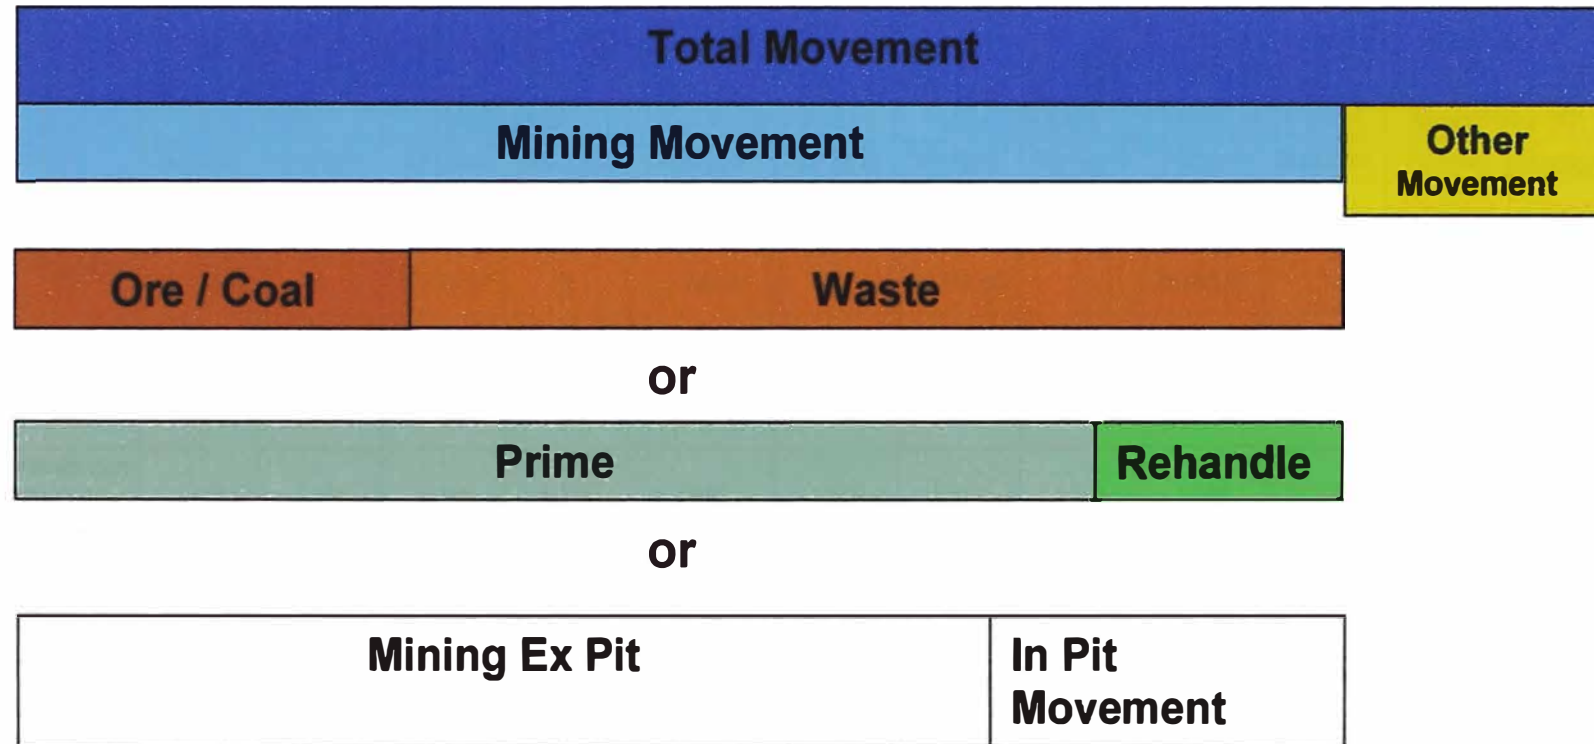 Total Movement
Mining Movement
Other
Movement
Ore / Coal
Waste
or
Prime
Rehandle
or
Mining Ex Pit
In Pit
Movement